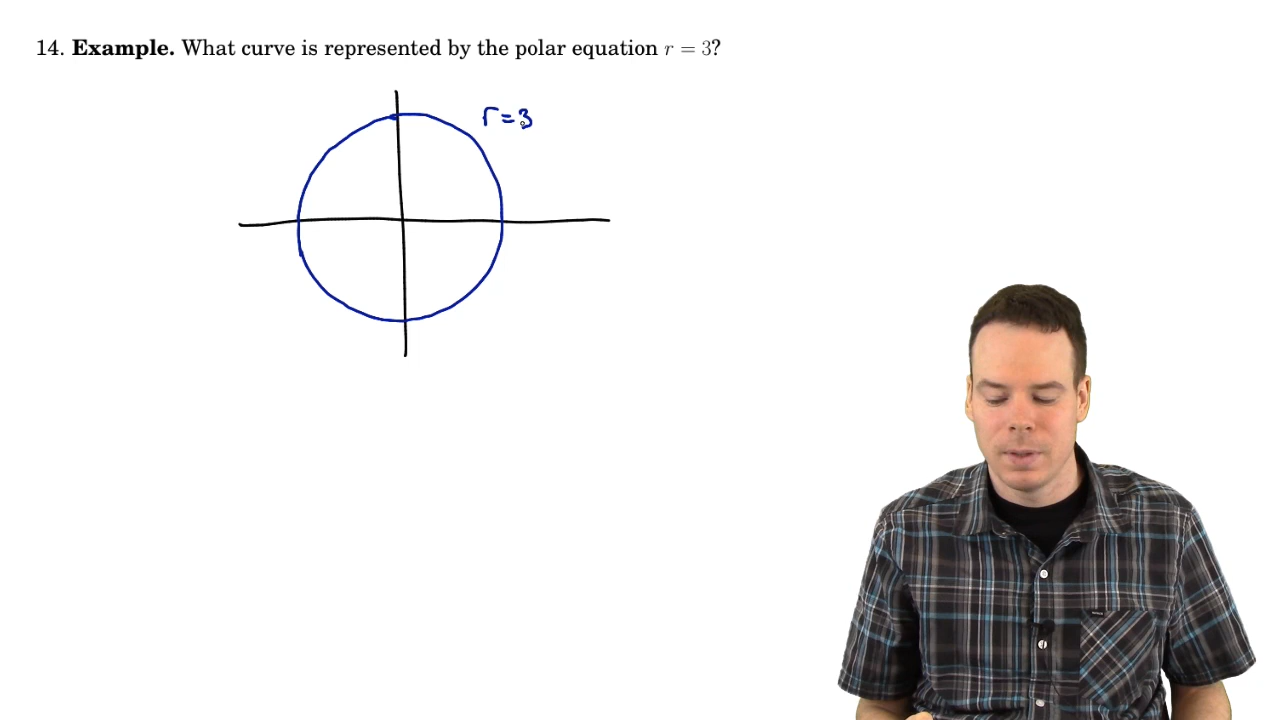 14. Example. What curve is represented by the polar equation r = 3?
r=3